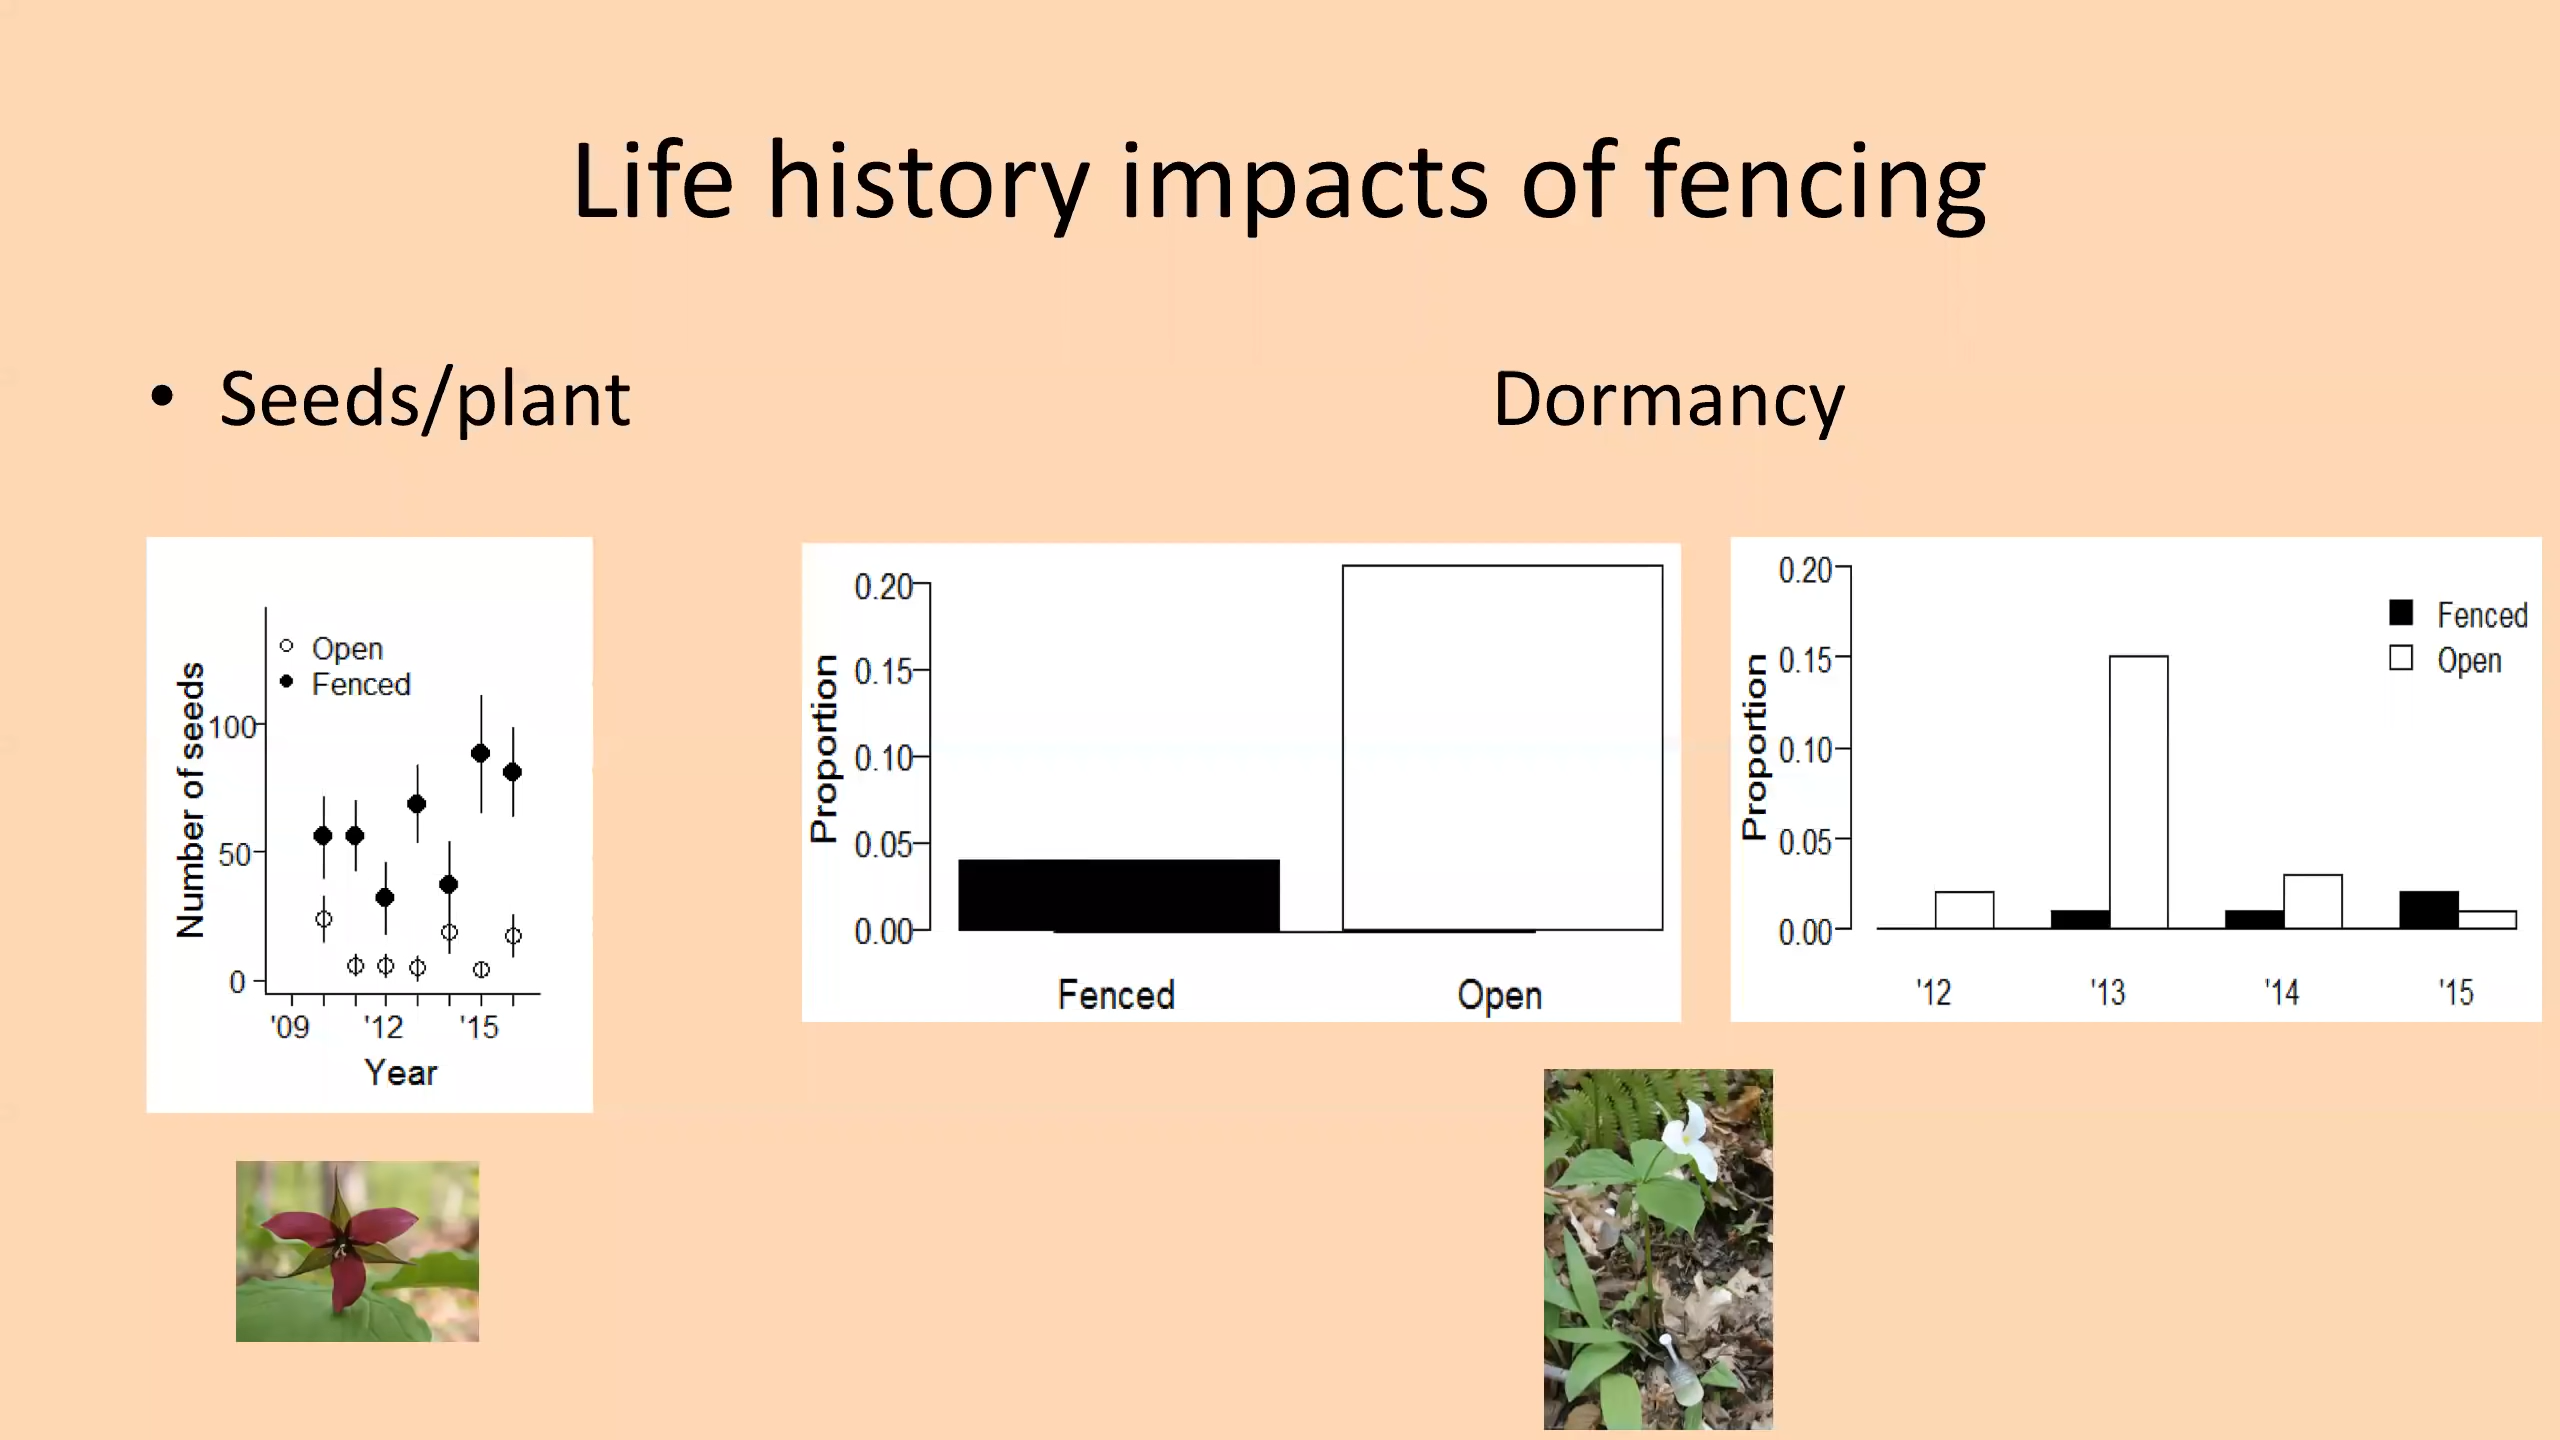 Life history impacts of fencing
• Seeds/plant
Dormancy
Open
Fenced
Number of seeds
100
50
0
'09 '12 '15
Year
Proportion
0.20
0.15
0.10
0.05
0.00
Fenced Open
Proportion
0.20
0.15
0.10
0.05
0.00
Fenced
Open
'12 '13 '14 '15